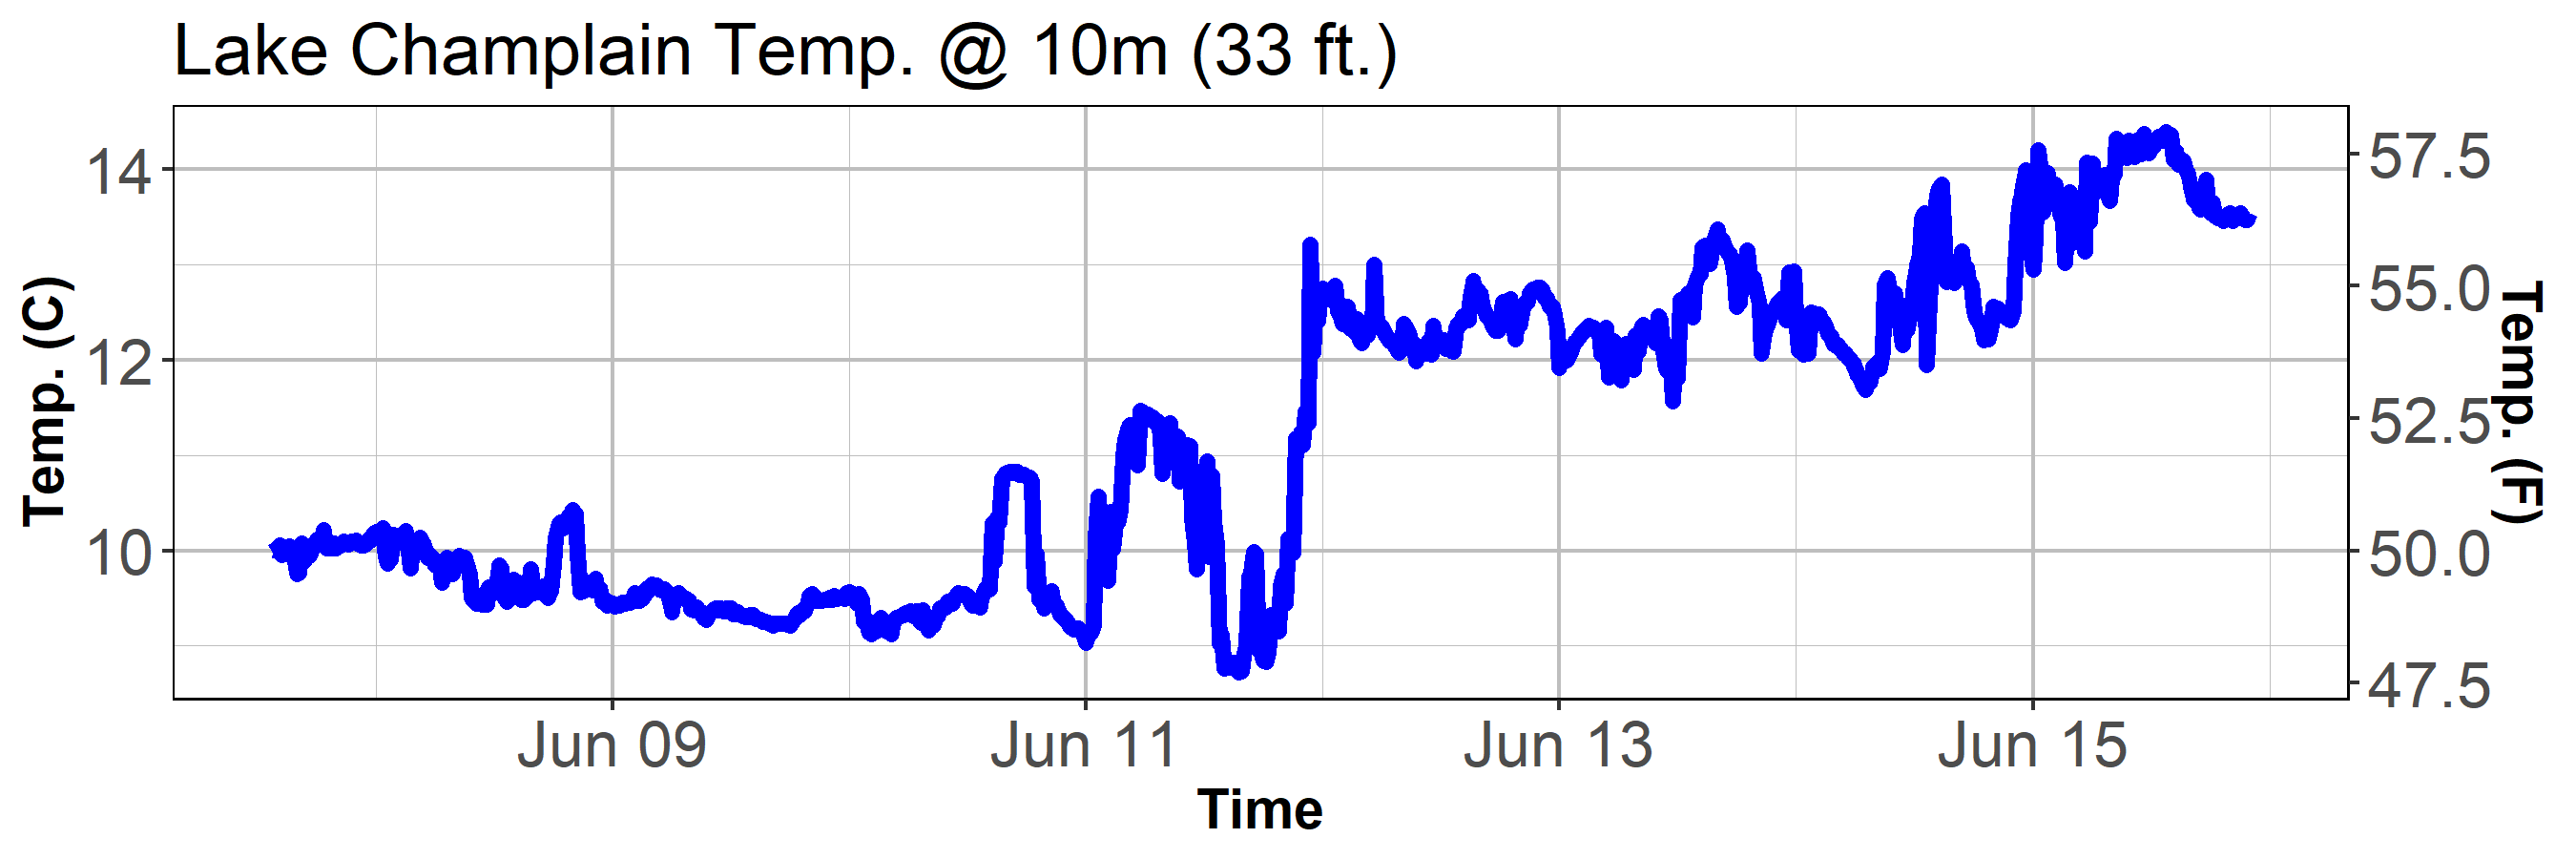 Lake Champlain Temp. @ 10m (33 ft.)
Temp. (C)
14
12
10
57.5
55.0
52.5
50.0
47.5
Temp. (F)
Jun 09
Jun 11
Jun 13
Jun 15
Time